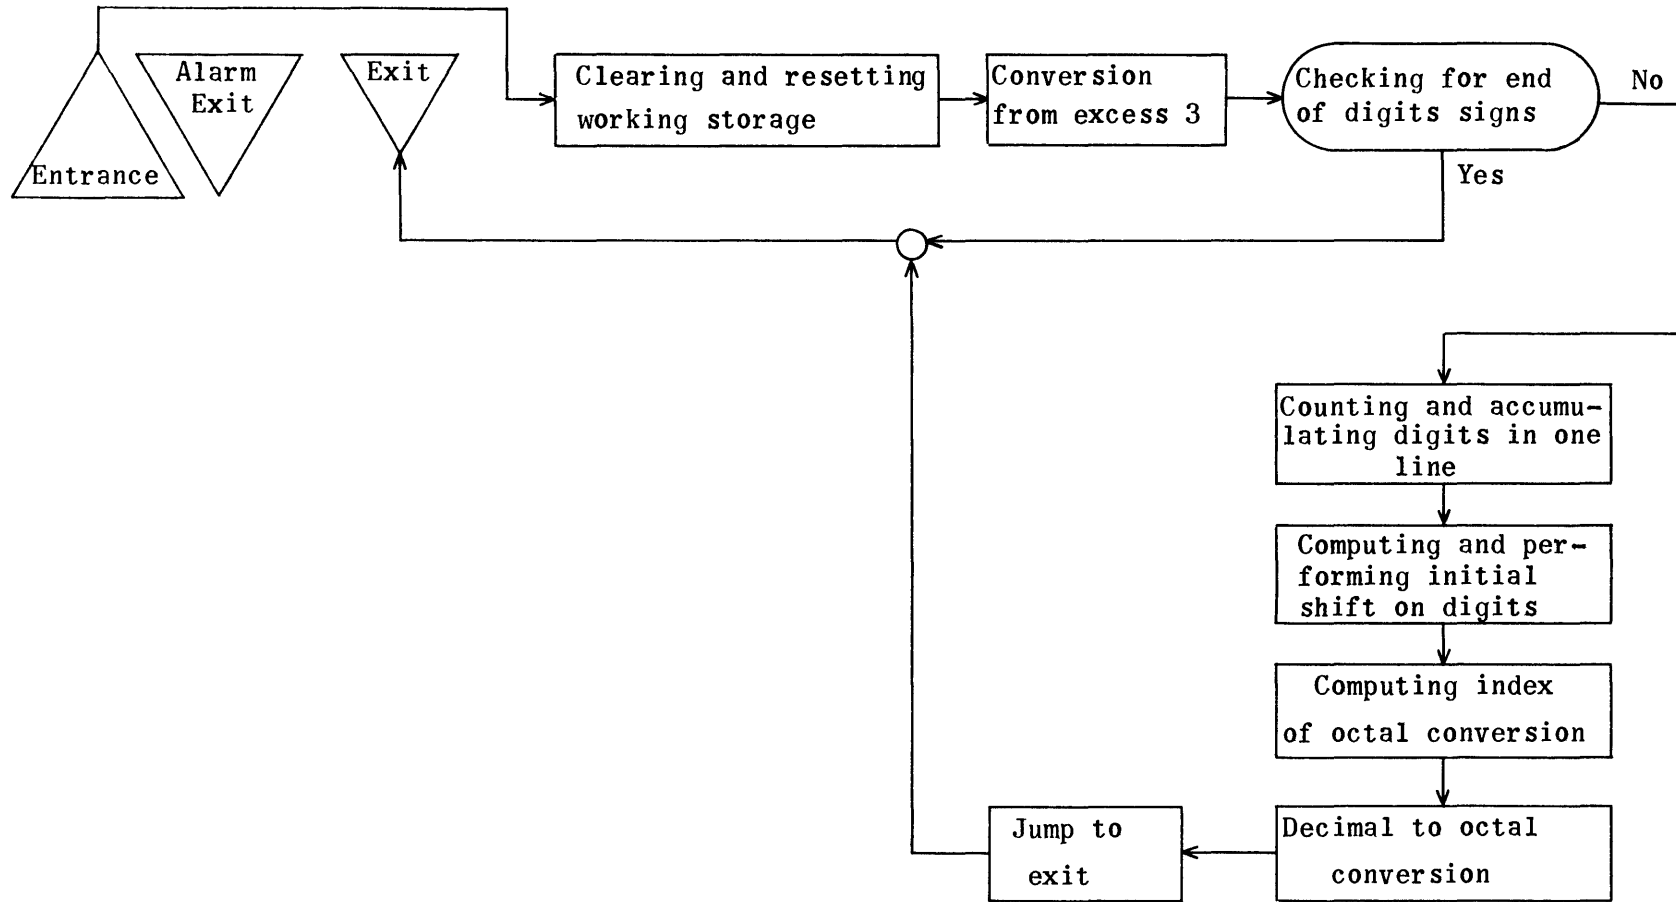 Entrance
Alarm
Exit
Exit
Clearing and resetting
working storage
Conversion
from excess 3
Checking for end
of digits signs
No
Yes
Counting and accumu-
lating digits in one
line
Computing and per-
forming initial
shift on digits
Computing index
of octal conversion
Decimal to octal
conversion
Jump to
exit